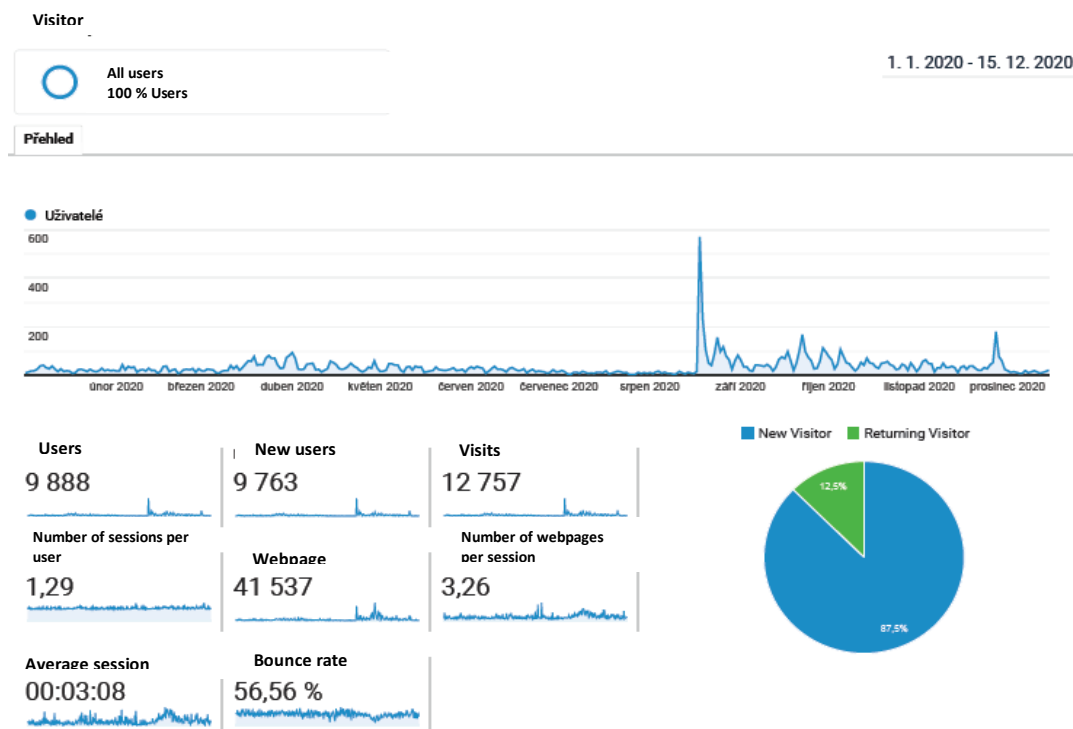 Visitor
All users
100 % Users
1. 1. 2020 - 15. 12. 2020
Přehled
Uživatelé
600
400
200
únor 2020 březen 2020 duben 2020 květen 2020 červen 2020 červenec 2020 srpen 2020 září 2020 říjen 2020 listopad 2020 prosinec 2020
New Visitor Returning Visitor
Users
9 888
New users
9 763
Visits
12 757
Number of sessions per
user
1,29
Webpage
41 537
Number of webpages
per session
3,26
Average session
00:03:08
Bounce rate
56,56 %
12,5%
87,5%